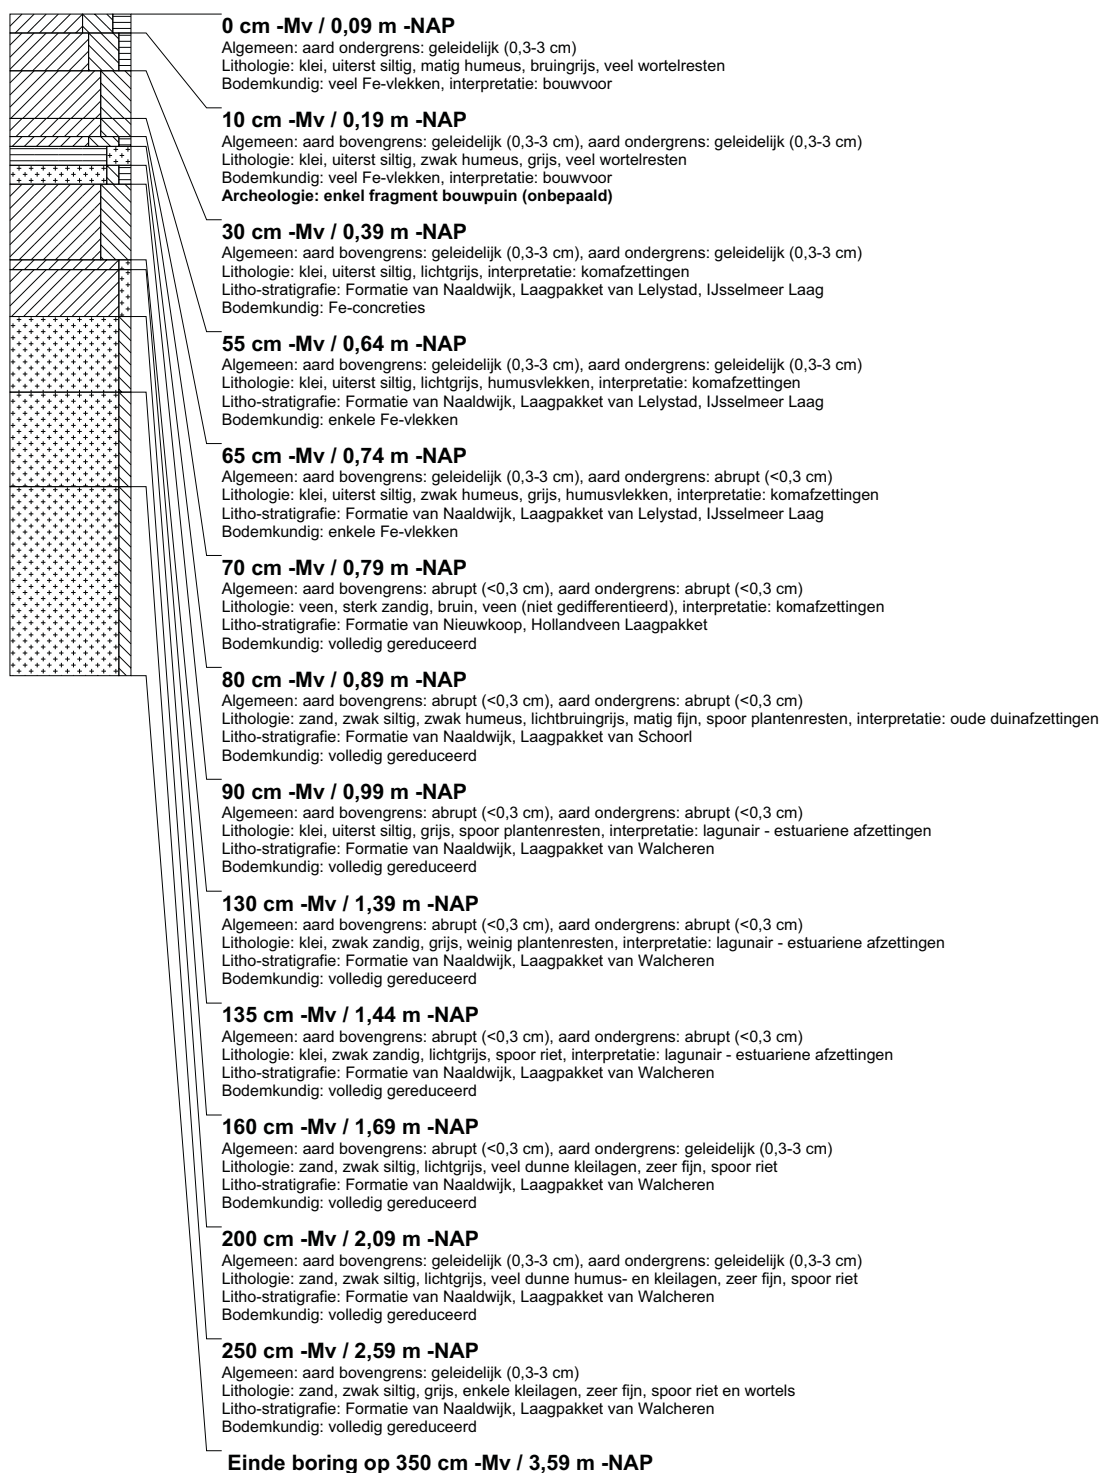 0 cm -Mv / 0,09 m -NAP
Algemeen: aard ondergrens: geleidelijk (0,3-3 cm)
Lithologie: klei, uiterst siltig, matig humeus, bruingrijs, veel wortelresten
Bodemkundig: veel Fe-vlekken, interpretatie: bouwvoor
10 cm -Mv / 0,19 m -NAP
Algemeen: aard bovengrens: geleidelijk (0,3-3 cm), aard ondergrens: geleidelijk (0,3-3 cm)
Lithologie: klei, uiterst siltig, zwak humeus, grijs, veel wortelresten
Bodemkundig: veel Fe-vlekken, interpretatie: bouwvoor
Archeologie: enkel fragment bouwpuin (onbepaald)
30 cm -Mv / 0,39 m -NAP
Algemeen: aard bovengrens: geleidelijk (0,3-3 cm), aard ondergrens: geleidelijk (0,3-3 cm)
Lithologie: klei, uiterst siltig, lichtgrijs, interpretatie: komafzettingen
Litho-stratigrafie: Formatie van Naaldwijk, Laagpakket van Lelystad, IJsselmeer Laag
Bodemkundig: Fe-concreties
55 cm -Mv / 0,64 m -NAP
Algemeen: aard bovengrens: geleidelijk (0,3-3 cm), aard ondergrens: geleidelijk (0,3-3 cm)
Lithologie: klei, uiterst siltig, lichtgrijs, humusvlekken, interpretatie: komafzettingen
Litho-stratigrafie: Formatie van Naaldwijk, Laagpakket van Lelystad, IJsselmeer Laag
Bodemkundig: enkele Fe-vlekken
65 cm -Mv / 0,74 m -NAP
Algemeen: aard bovengrens: geleidelijk (0,3-3 cm), aard ondergrens: abrupt (<0,3 cm)
Lithologie: klei, uiterst siltig, zwak humeus, grijs, humusvlekken, interpretatie: komafzettingen
Litho-stratigrafie: Formatie van Naaldwijk, Laagpakket van Lelystad, IJsselmeer Laag
Bodemkundig: enkele Fe-vlekken
70 cm -Mv / 0,79 m -NAP
Algemeen: aard bovengrens: abrupt (<0,3 cm), aard ondergrens: abrupt (<0,3 cm)
Lithologie: veen, sterk zandig, bruin, veen (niet gedifferentieerd), interpretatie: komafzettingen
Litho-stratigrafie: Formatie van Nieuwkoop, Hollandveen Laagpakket
Bodemkundig: volledig gereduceerd
80 cm -Mv / 0,89 m -NAP
Algemeen: aard bovengrens: abrupt (<0,3 cm), aard ondergrens: abrupt (<0,3 cm)
Lithologie: zand, zwak siltig, zwak humeus, lichtbruingrijs, matig fijn, spoor plantenresten, interpretatie: oude duinafzettingen
Litho-stratigrafie: Formatie van Naaldwijk, Laagpakket van Schoorl
Bodemkundig: volledig gereduceerd
90 cm -Mv / 0,99 m -NAP
Algemeen: aard bovengrens: abrupt (<0,3 cm), aard ondergrens: abrupt (<0,3 cm)
Lithologie: klei, uiterst siltig, grijs, spoor plantenresten, interpretatie: lagunair - estuariene afzettingen
Litho-stratigrafie: Formatie van Naaldwijk, Laagpakket van Walcheren
Bodemkundig: volledig gereduceerd
130 cm -Mv / 1,39 m -NAP
Algemeen: aard bovengrens: abrupt (<0,3 cm), aard ondergrens: abrupt (<0,3 cm)
Lithologie: klei, zwak zandig, grijs, weinig plantenresten, interpretatie: lagunair - estuariene afzettingen
Litho-stratigrafie: Formatie van Naaldwijk, Laagpakket van Walcheren
Bodemkundig: volledig gereduceerd
135 cm -Mv / 1,44 m -NAP
Algemeen: aard bovengrens: abrupt (<0,3 cm), aard ondergrens: abrupt (<0,3 cm)
Lithologie: klei, zwak zandig, lichtgrijs, spoor riet, interpretatie: lagunair - estuariene afzettingen
Litho-stratigrafie: Formatie van Naaldwijk, Laagpakket van Walcheren
Bodemkundig: volledig gereduceerd
160 cm -Mv / 1,69 m -NAP
Algemeen: aard bovengrens: abrupt (<0,3 cm), aard ondergrens: geleidelijk (0,3-3 cm)
Lithologie: zand, zwak siltig, lichtgrijs, veel dunne kleilagen, zeer fijn, spoor riet
Litho-stratigrafie: Formatie van Naaldwijk, Laagpakket van Walcheren
Bodemkundig: volledig gereduceerd
200 cm -Mv / 2,09 m -NAP
Algemeen: aard bovengrens: geleidelijk (0,3-3 cm), aard ondergrens: geleidelijk (0,3-3 cm)
Lithologie: zand, zwak siltig, lichtgrijs, veel dunne humus- en kleilagen, zeer fijn, spoor riet
Litho-stratigrafie: Formatie van Naaldwijk, Laagpakket van Walcheren
Bodemkundig: volledig gereduceerd
250 cm -Mv / 2,59 m -NAP
Algemeen: aard bovengrens: geleidelijk (0,3-3 cm)
Lithologie: zand, zwak siltig, grijs, enkele kleilagen, zeer fijn, spoor riet en wortels
Litho-stratigrafie: Formatie van Naaldwijk, Laagpakket van Walcheren
Bodemkundig: volledig gereduceerd
Einde boring op 350 cm -Mv / 3,59 m -NAP